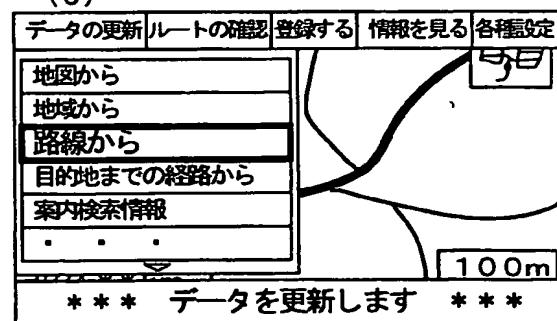 データの更新 ルートの確認 登録する 情報を見る 各種設定
地図から
地域から
路線から
目的地までの経路から
案内検索情報
・ ・ ・
100m
*** データを更新します ***